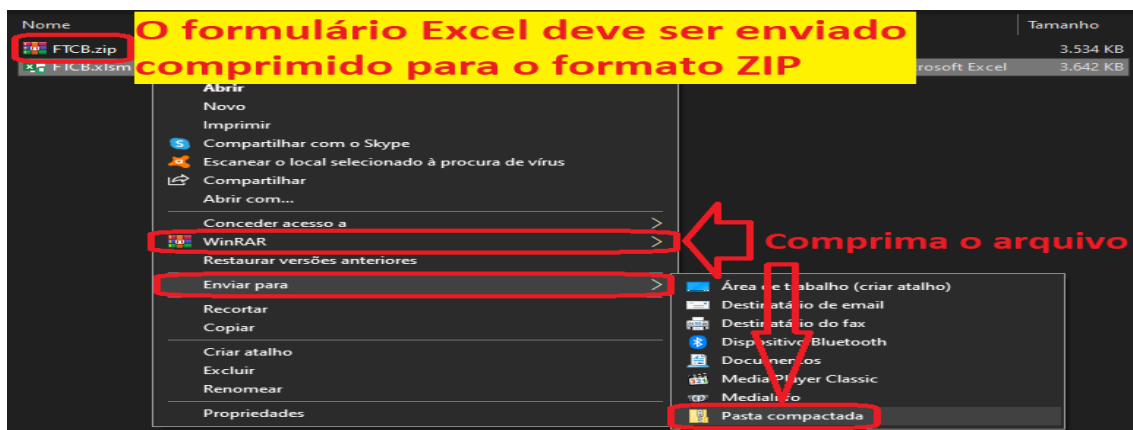 Nome
Tamanho
O formulário Excel deve ser enviado
comprimido para o formato ZIP
FTCB.zip
3.534 KB
FTCB.xlsm
rosoft Excel
3.642 KB
Abrir
Novo
Imprimir
Compartilhar com o Skype
Escanear o local selecionado à procura de vírus
Compartilhar
Abrir com...
Conceder acesso a
WinRAR
Restaurar versões anteriores
Enviar para
Recortar
Copiar
Criar atalho
Excluir
Renomear
Propriedades
Comprima o arquivo
Área de trabalho (criar atalho)
Destinatário de email
Destinatário do fax
Dispositivo Bluetooth
Documentos
Media Player Classic
MediaInfo
Pasta compactada